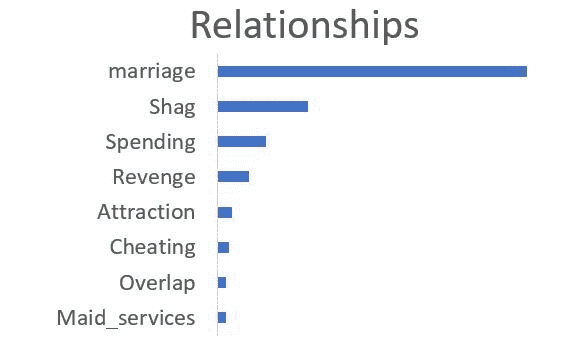 Relationships
marriage
Shag
Spending
Revenge
Attraction
Cheating
Overlap
Maid_services